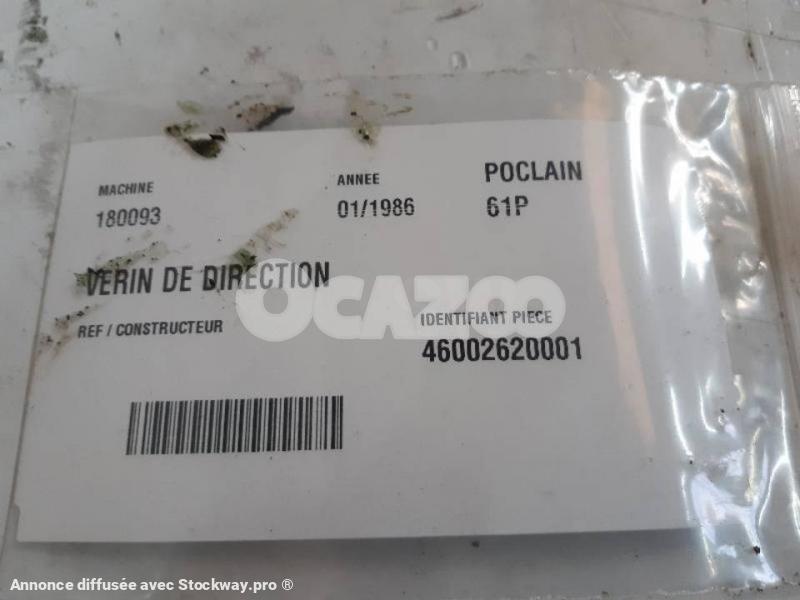 MACHINE
180093
ANNEE
01/1986
POCLAIN
61P
VERIN DE DIRECTION
OCAZOO
REF / CONSTRUCTEUR
IDENTIFIANT PIECE
46002620001
Annonce diffusée avec Stockway.pro ®